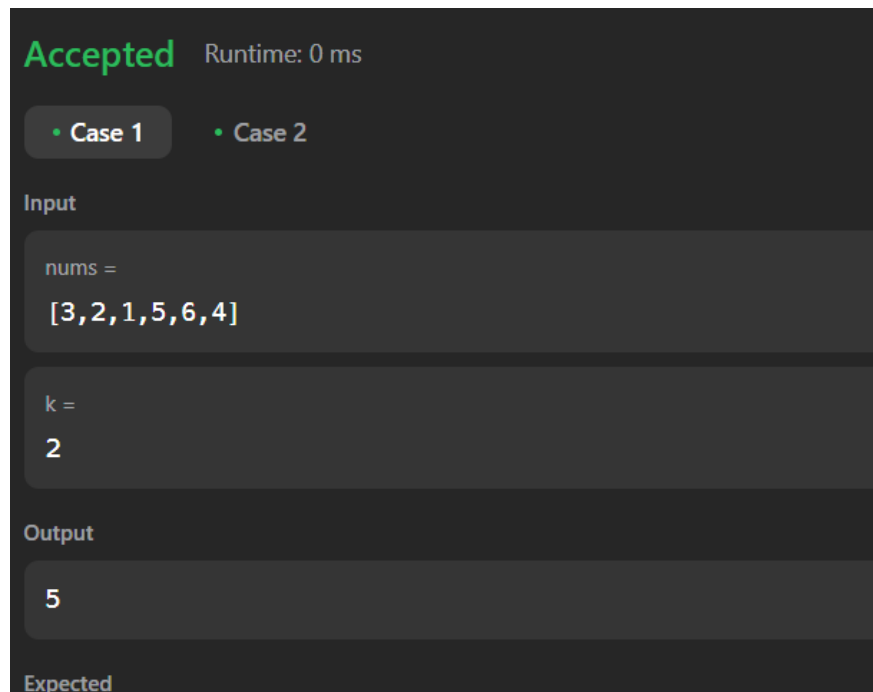 Accepted Runtime: 0 ms
• Case 1 • Case 2
Input
nums =
[3,2,1,5,6,4]
k =
2
Output
5
Expected